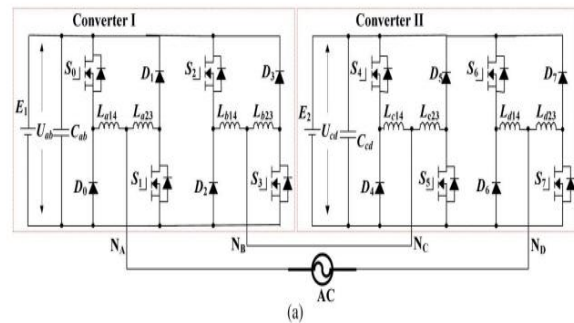 Converter I
Converter II
S0
D1
S2
D3
S4
D5
S6
D7
E1
Uab
Cab
La14
La23
Lb14
Lb23
E2
Ucd
Ccd
Lc14
Lc23
Ld14
Ld23
D0
S1
D2
S3
D4
S5
D6
S7
NA
NB
NC
ND
AC
(a)